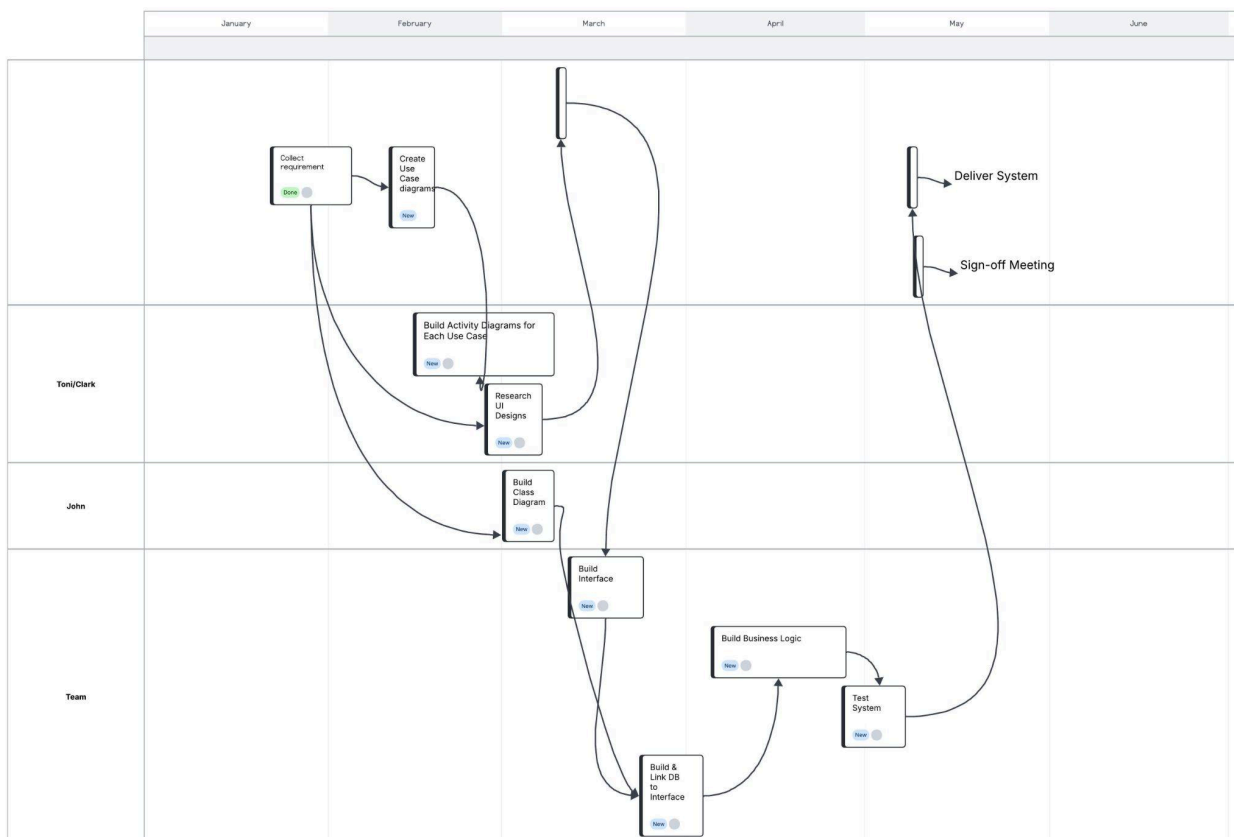 January
February
March
April
May
June
Collect
requirement
Done
Create
Use
Case
diagrams
New
Deliver System
Sign-off Meeting
Toni/Clark
Build Activity Diagrams for
Each Use Case
New
Research
UI
Designs
New
John
Build
Class
Diagram
New
Team
Build
Interface
New
Build Business Logic
New
Test
System
New
Build &
Link DB
to
Interface
New